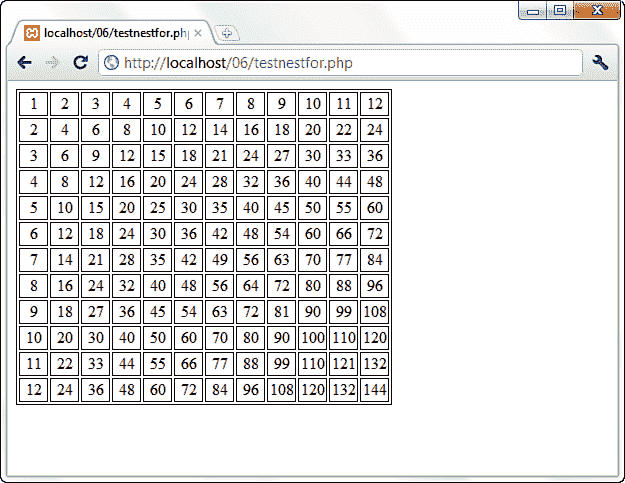 localhost/06/testnestfor.ph
http://localhost/06/testnestfor.php
1 2 3 4 5 6 7 8 9 10 11 12
2 4 6 8 10 12 14 16 18 20 22 24
3 6 9 12 15 18 21 24 27 30 33 36
4 8 12 16 20 24 28 32 36 40 44 48
5 10 15 20 25 30 35 40 45 50 55 60
6 12 18 24 30 36 42 48 54 60 66 72
7 14 21 28 35 42 49 56 63 70 77 84
8 16 24 32 40 48 56 64 72 80 88 96
9 18 27 36 45 54 63 72 81 90 99 108
10 20 30 40 50 60 70 80 90 100 110 120
11 22 33 44 55 66 77 88 99 110 121 132
12 24 36 48 60 72 84 96 108 120 132 144